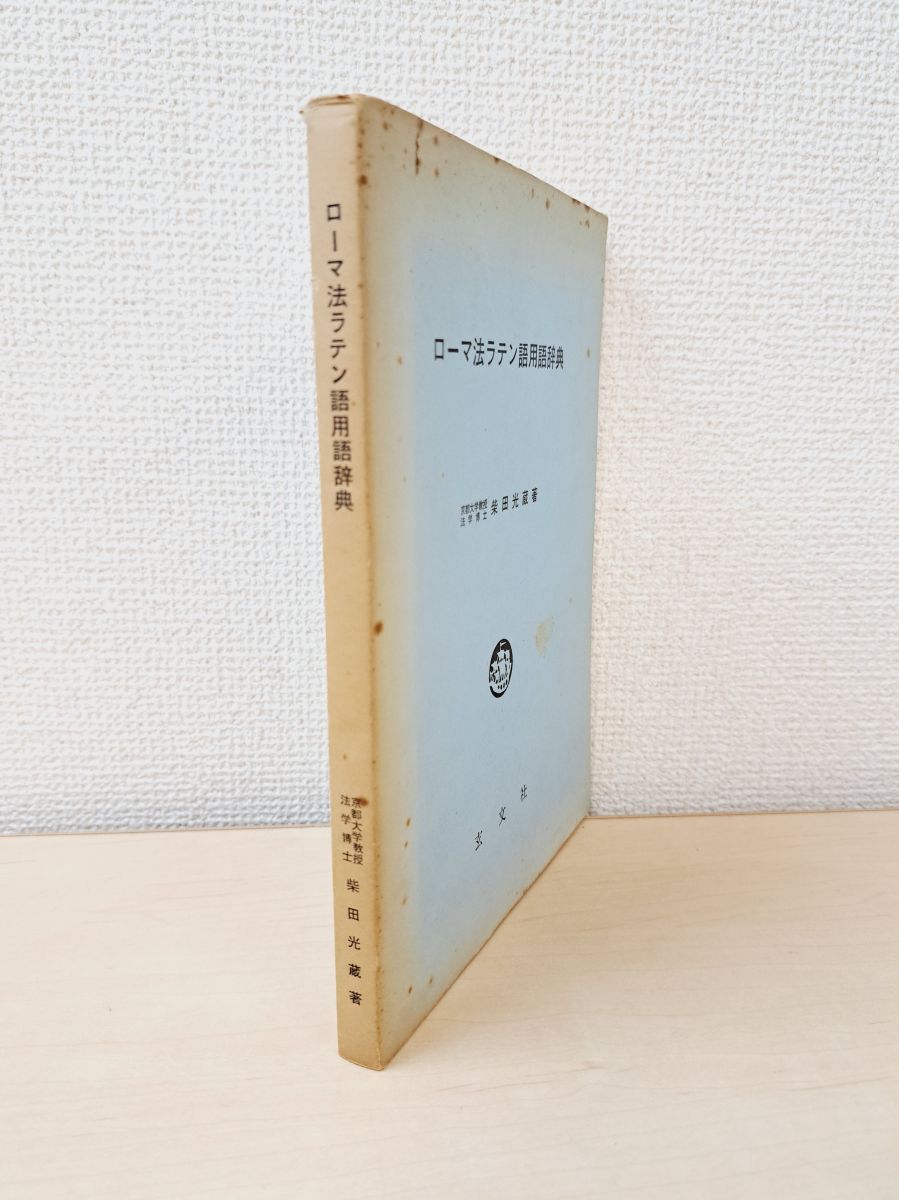 ローマ法ラテン語用語辞典
京都大学教授
法学博士
柴田光蔵著
ローマ法ラテン語用語辞典
京都大学教授
法学博士
柴田光蔵著
玄文社